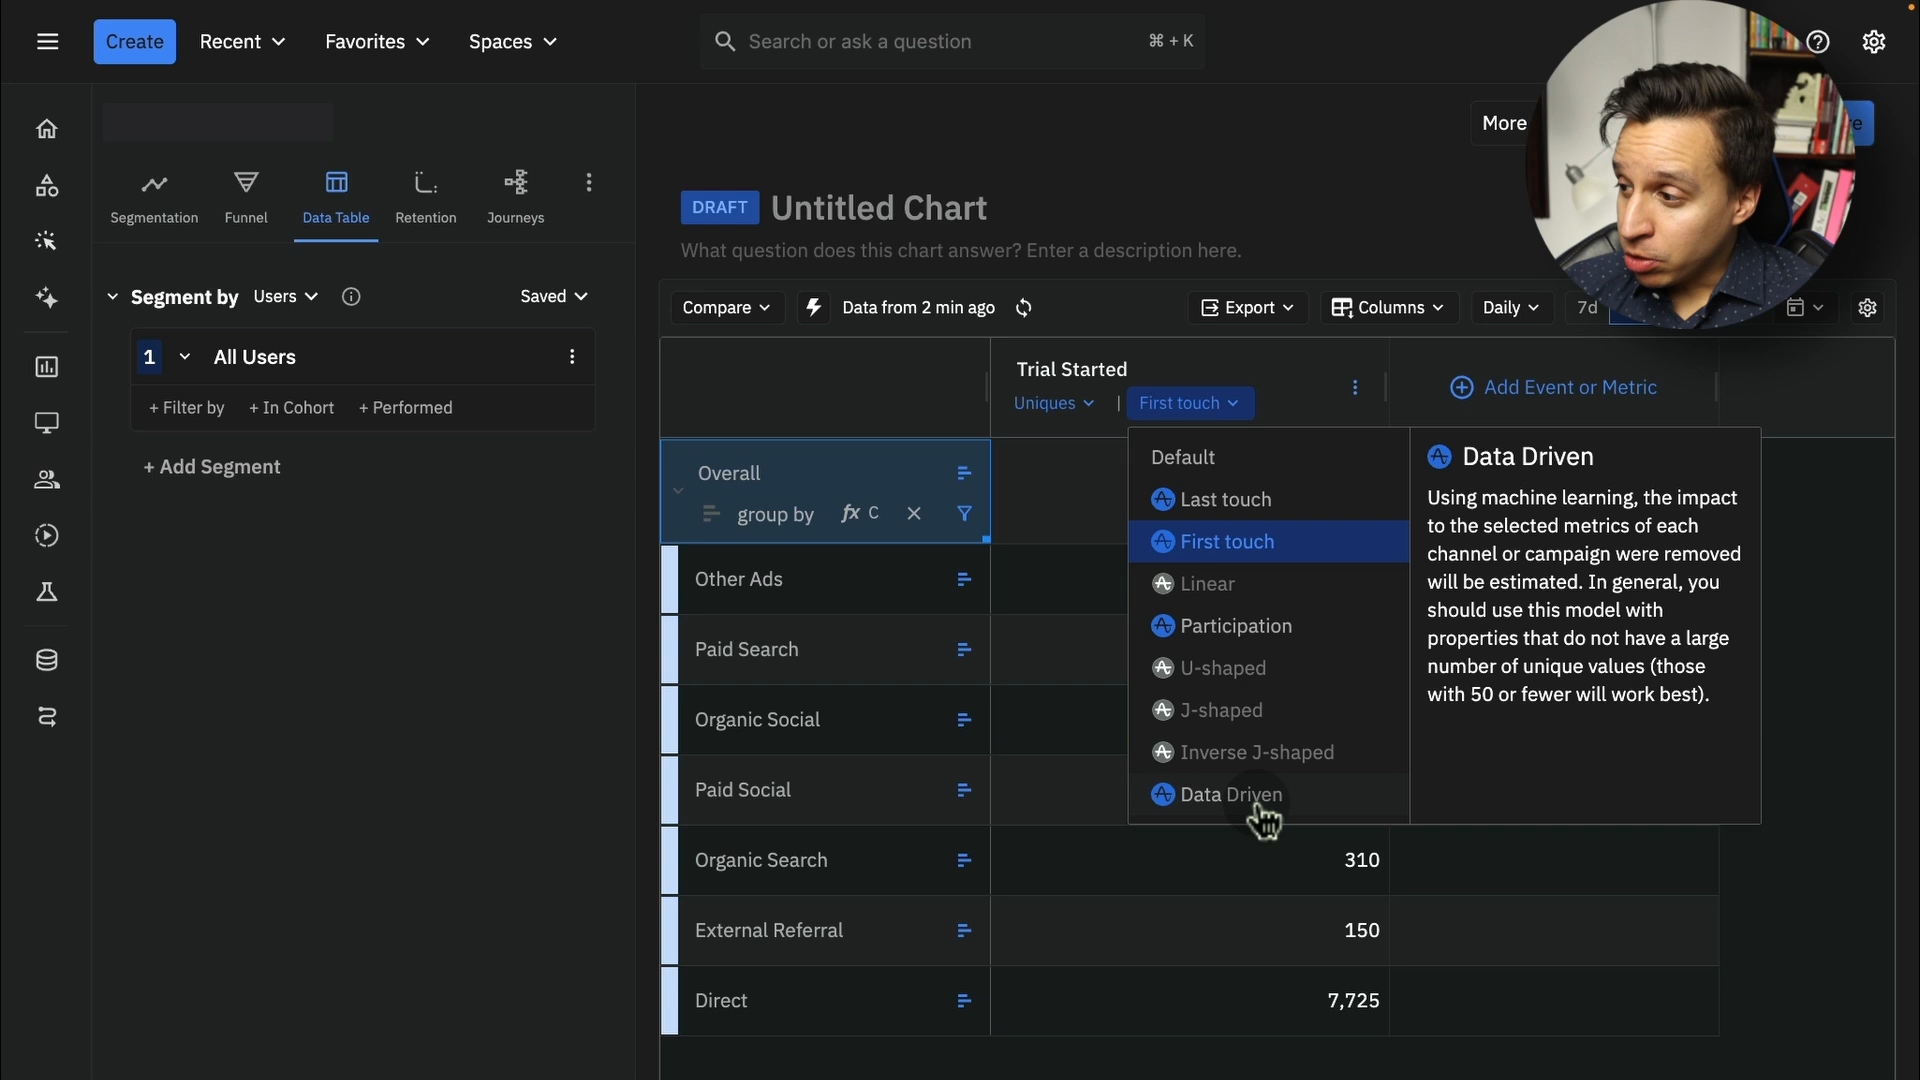 Create
Recent
Favorites
Spaces
Search or ask a question
⌘ + K
Segmentation
Funnel
Data Table
Retention
Journeys
Segment by
Users
Saved
1
All Users
+ Filter by
+ In Cohort
+ Performed
+ Add Segment
More
DRAFT
Untitled Chart
What question does this chart answer? Enter a description here.
Compare
Data from 2 min ago
Export
Columns
Daily
7d
Trial Started
Uniques
| First touch
Add Event or Metric
Overall
group by
fx C
Other Ads
Paid Search
Organic Social
Paid Social
Organic Search
310
External Referral
150
Direct
7,725
Default
Last touch
First touch
Linear
Participation
U-shaped
J-shaped
Inverse J-shaped
Data Driven
Data Driven
Using machine learning, the impact
to the selected metrics of each
channel or campaign were removed
will be estimated. In general, you
should use this model with
properties that do not have a large
number of unique values (those
with 50 or fewer will work best).